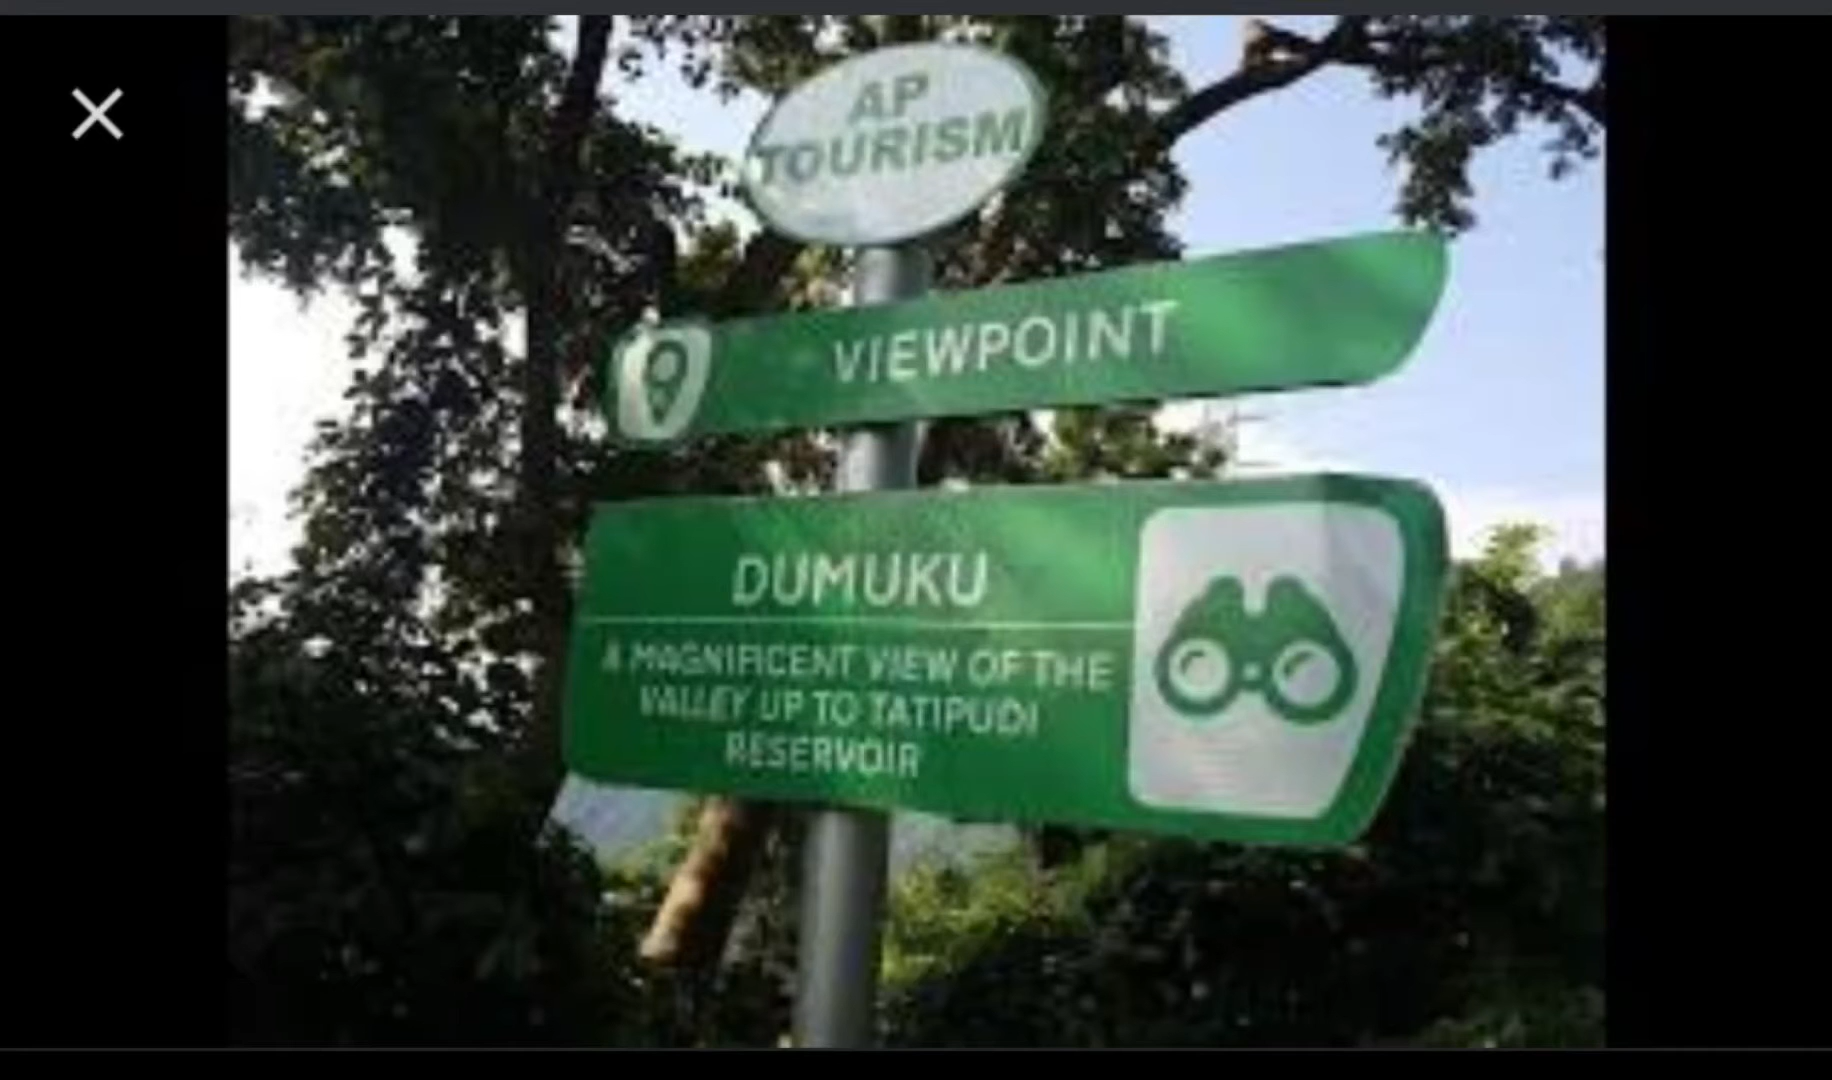 AP
TOURISM
VIEWPOINT
DUMUKU
A MAGNIFICENT VIEW OF THE
VALLEY UP TO TATIPUDI
RESERVOIR